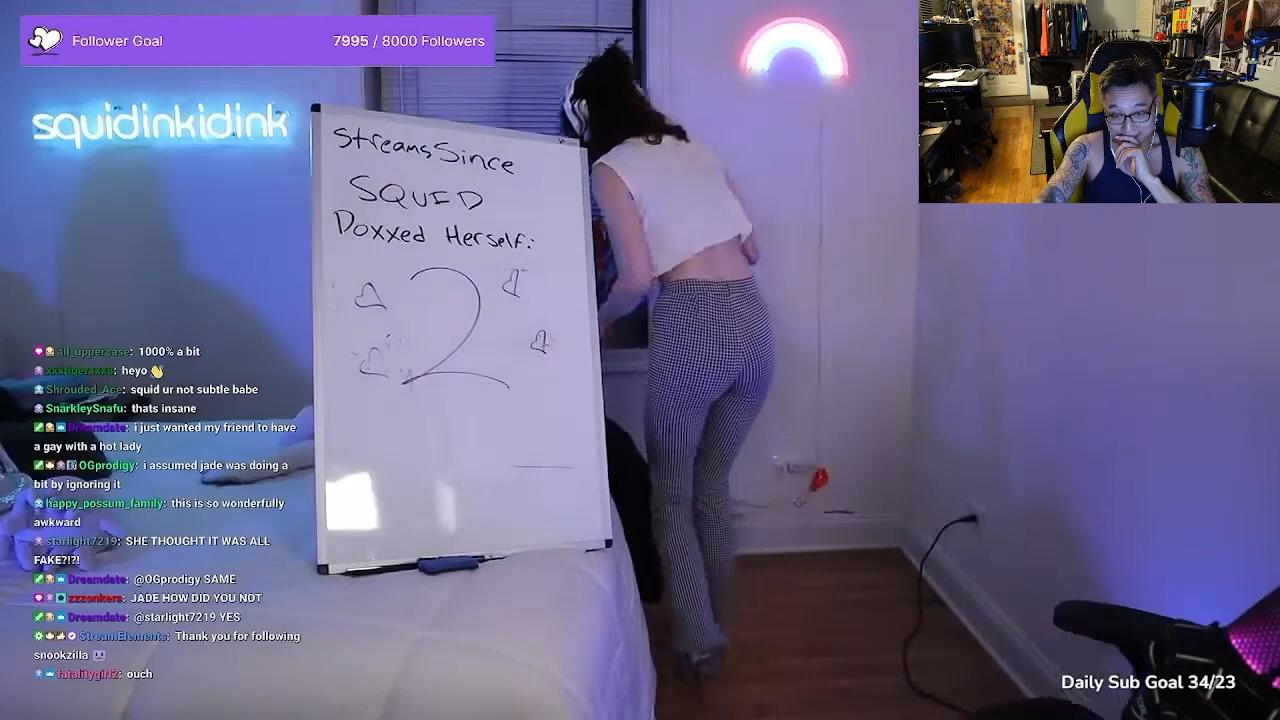 Follower Goal
7995 / 8000 Followers
squidinkidink
Streams Since
SQUID
Doxxed Herself:
2
all_uppercase: 1000% a bit
xxxtigerxxxs: heyo 👋
Shrouded_Ace: squid ur not subtle babe
SnarkleySnafu: thats insane
Dreamdate: i just wanted my friend to have
a gay with a hot lady
OGprodigy: i assumed jade was doing a
bit by ignoring it
happy_possum_family: this is so wonderfully
awkward
starlight7219: SHE THOUGHT IT WAS ALL
FAKE?!?!
Dreamdate: @OGprodigy SAME
zzzonkers: JADE HOW DID YOU NOT
Dreamdate: @starlight7219 YES
StreamElements: Thank you for following
snookzilla
fatalitygirl2: ouch
Daily Sub Goal 34/23